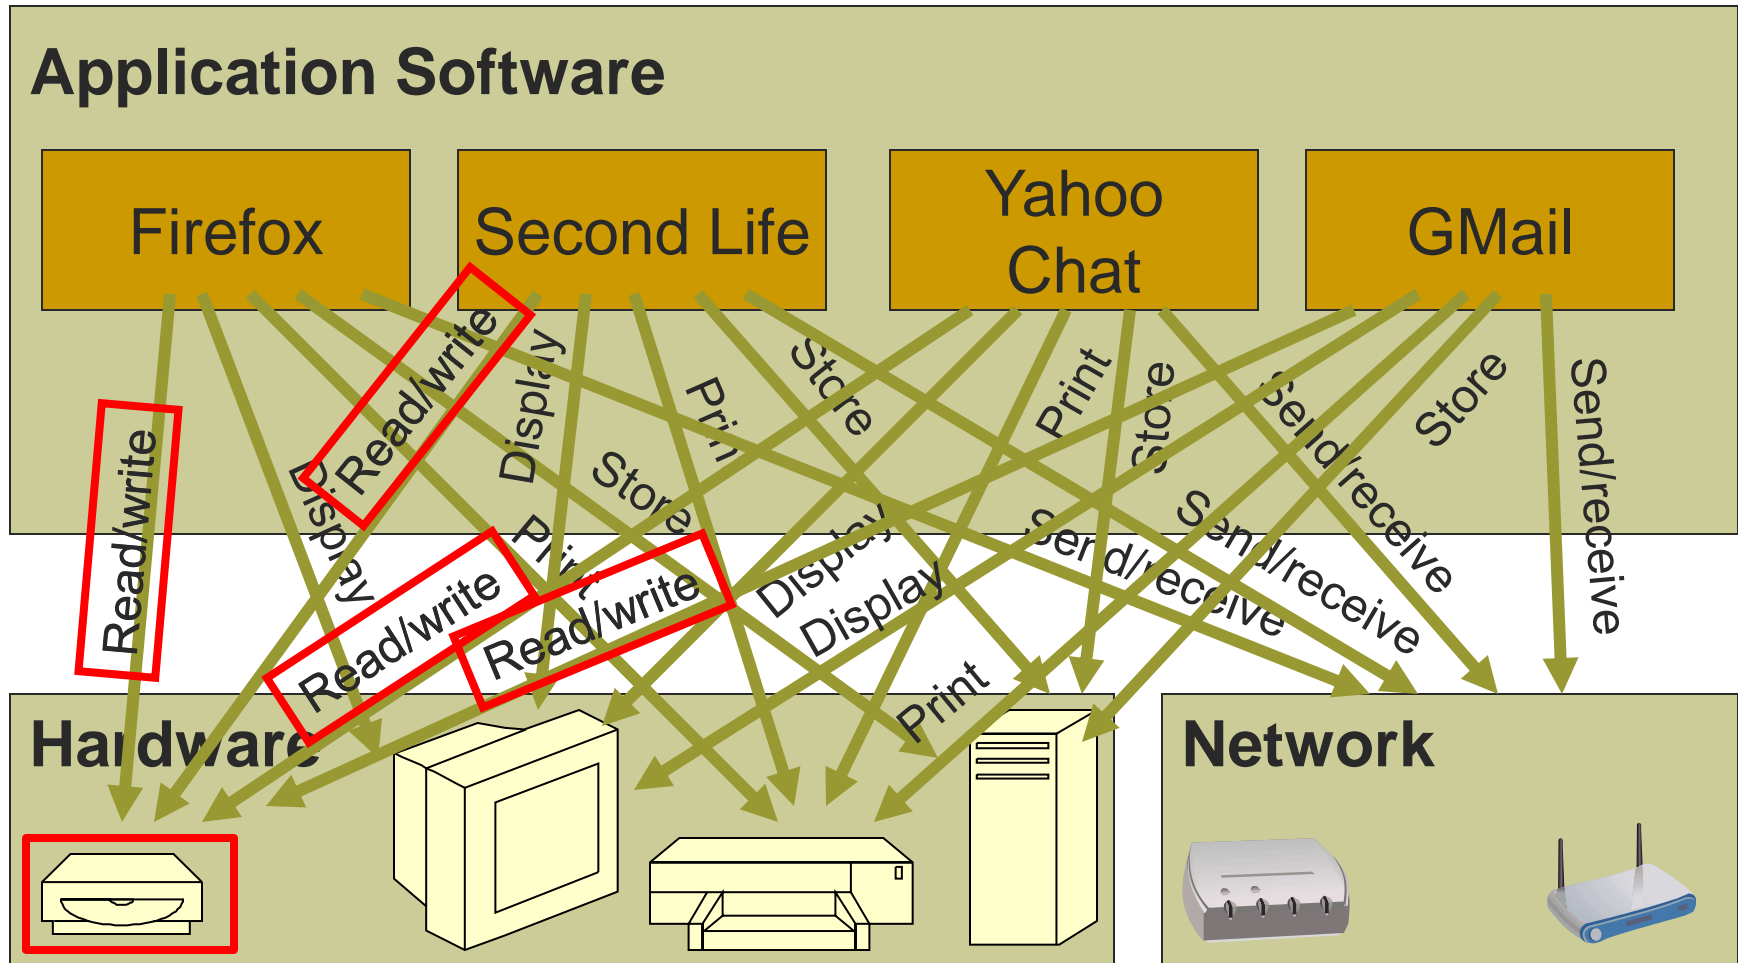 Application Software
Firefox
Second Life
Yahoo
Chat
GMail
Read/write
Display
Print
Store
Send/receive
Read/write
Display
Prin
Store
Send/receive
Read/write
Display
Print
Store
Send/receive
Read/write
Display
Print
Store
Send/receive
Hardware
Network